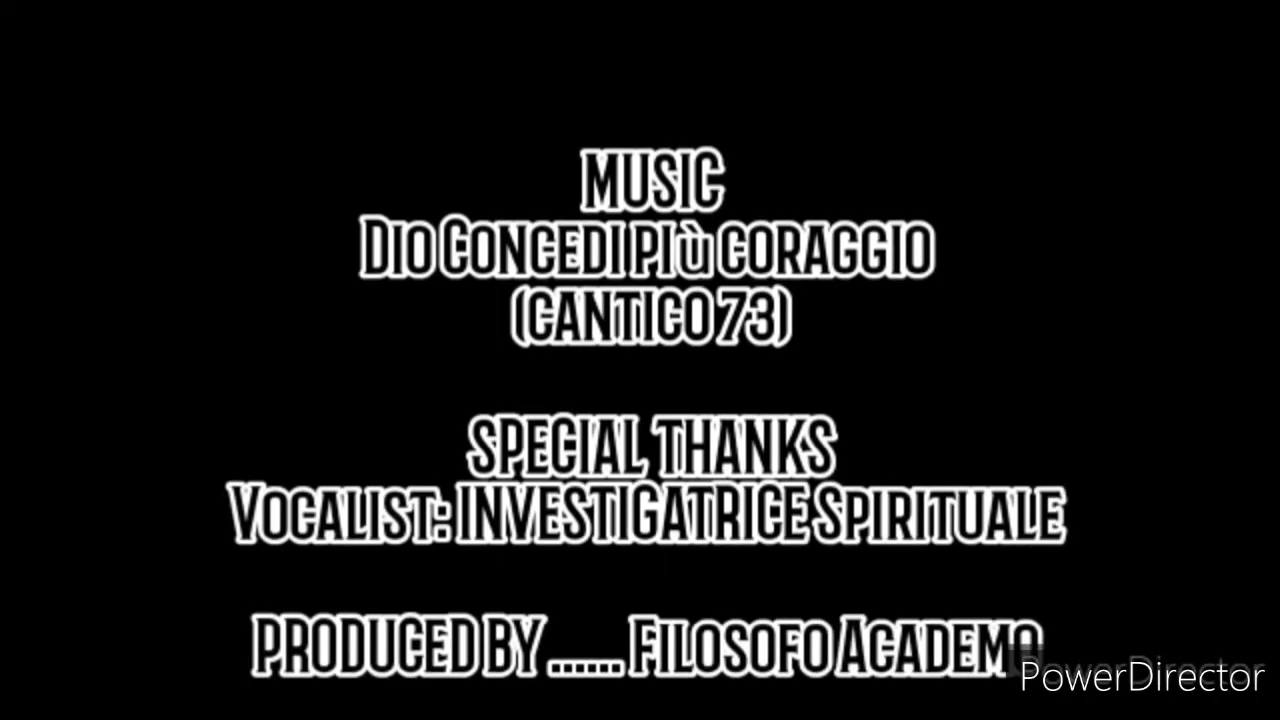 MUSIC
Dio Concedi più coraggio
(cantico 73)
SPECIAL THANKS
Vocalist: INVESTIGATRICE Spirituale
PRODUCED BY ....... Filosofo Academo
PowerDirector